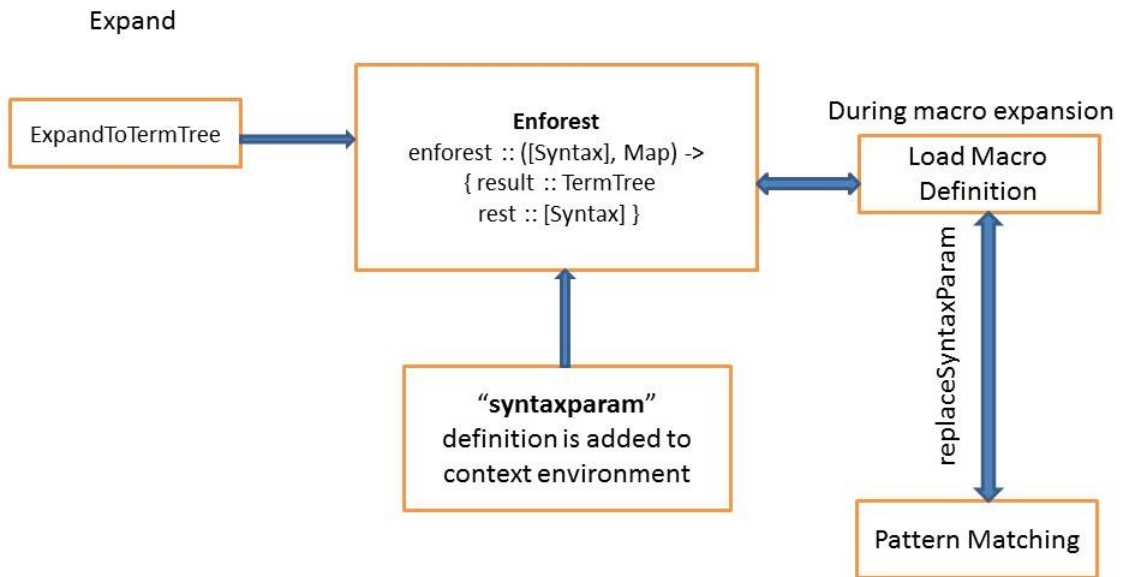 Expand
ExpandToTermTree
Enforest
enforest :: ([Syntax], Map) ->
{ result :: TermTree
rest :: [Syntax] }
During macro expansion
Load Macro
Definition
replaceSyntaxParam
“syntaxparam”
definition is added to
context environment
Pattern Matching